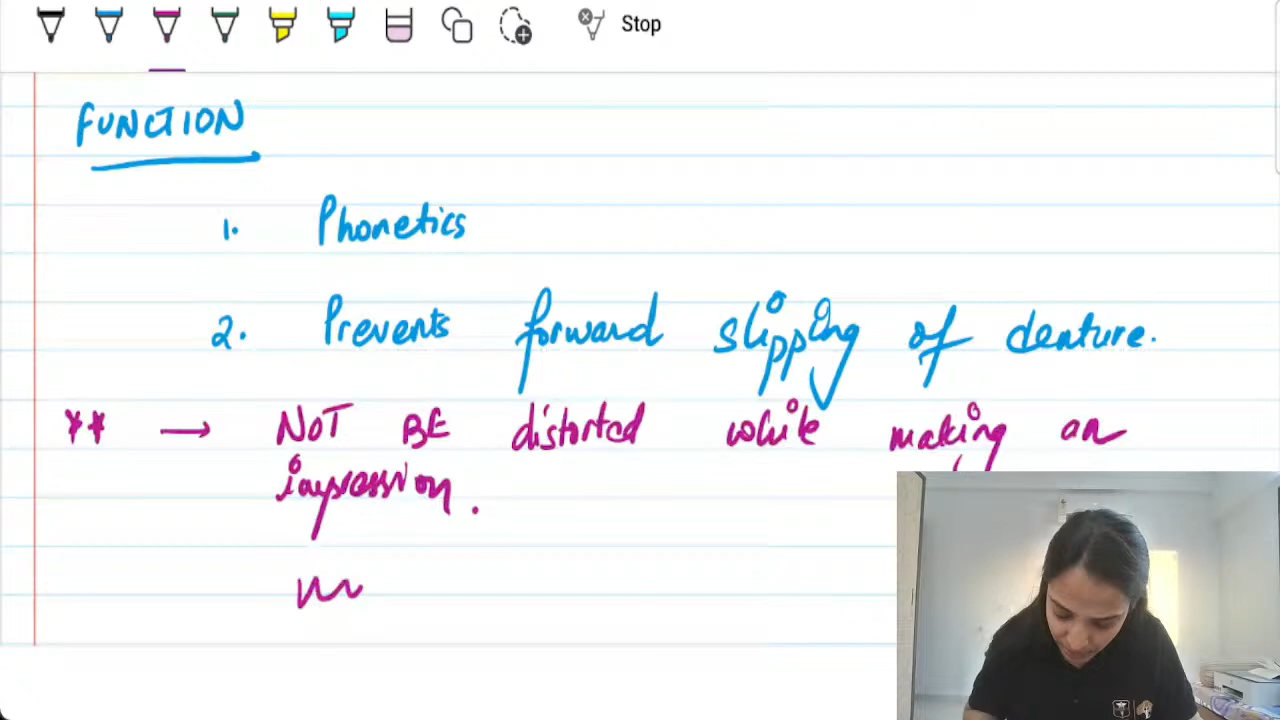 Stop
FUNCTION
1. Phonetics
2. Prevents forward slipping of denture.
** → NOT BE distorted while making an
impression.